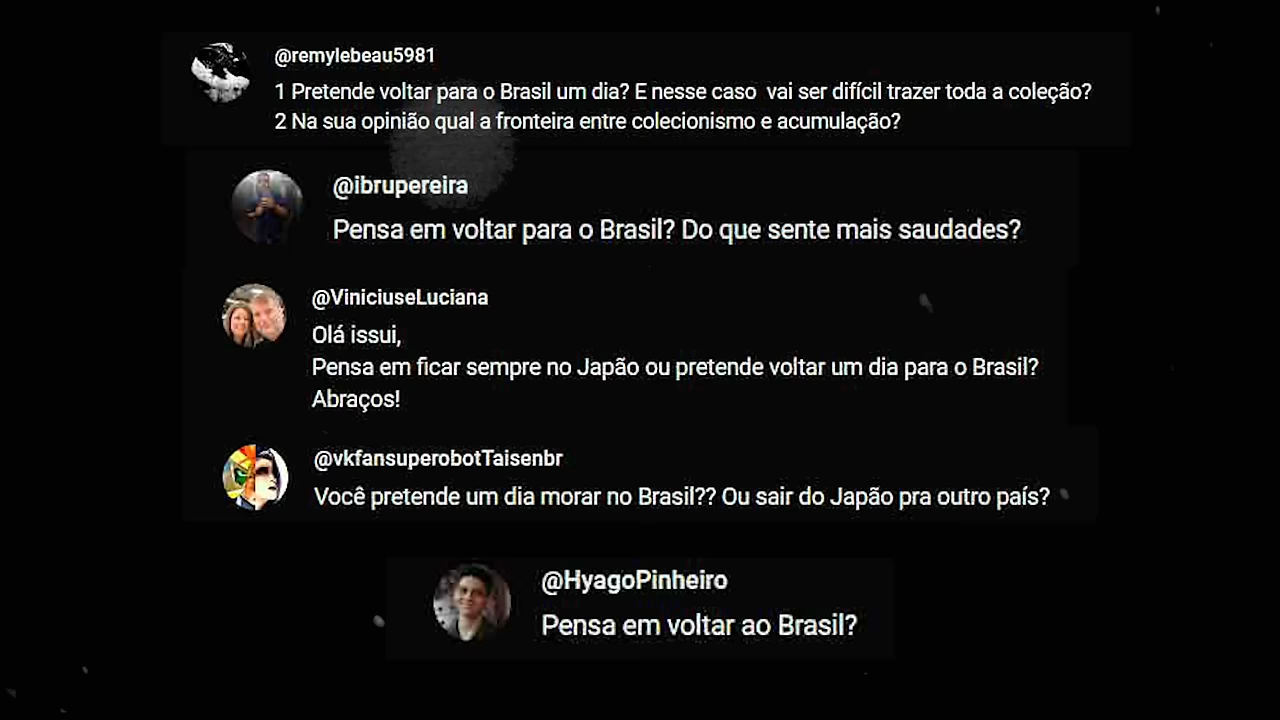 @remylebeau5981
1 Pretende voltar para o Brasil um dia? E nesse caso vai ser difícil trazer toda a coleção?
2 Na sua opinião qual a fronteira entre colecionismo e acumulação?
@ibrupereira
Pensa em voltar para o Brasil? Do que sente mais saudades?
@ViniciuseLuciana
Olá issui,
Pensa em ficar sempre no Japão ou pretende voltar um dia para o Brasil?
Abraços!
@vkfansuperobotTaisenbr
Você pretende um dia morar no Brasil?? Ou sair do Japão pra outro país?
@HyagoPinheiro
Pensa em voltar ao Brasil?